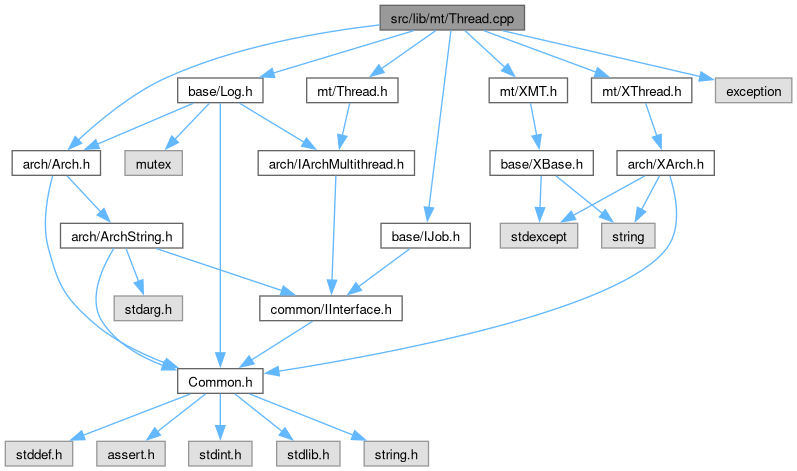 src/lib/mt/Thread.cpp
base/Log.h
mt/Thread.h
mt/XMT.h
mt/XThread.h
exception
arch/Arch.h
mutex
arch/IArchMultithread.h
base/XBase.h
arch/XArch.h
arch/ArchString.h
base/IJob.h
stdexcept
string
stdarg.h
common/IInterface.h
Common.h
stddef.h
assert.h
stdint.h
stdlib.h
string.h